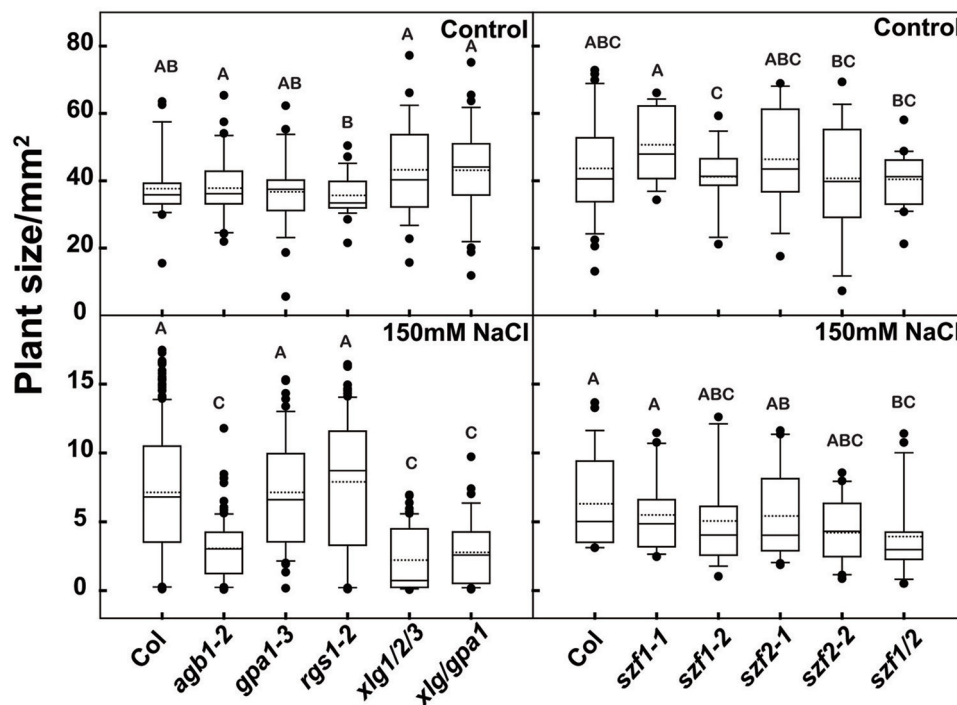 Plant size/mm²
Control
80
60
40
20
0
AB
A
AB
B
A
A
Control
ABC
A
C
ABC
BC
BC
150mM NaCl
15
10
5
0
A
C
A
A
C
C
150mM NaCl
A
A
ABC
AB
ABC
BC
Col
agb1-2
gpa1-3
rgs1-2
xlg1/2/3
xlg/gpa1
Col
szf1-1
szf1-2
szf2-1
szf2-2
szf1/2